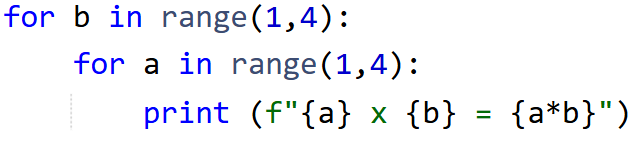 for b in range(1,4):
    for a in range(1,4):
        print (f"{a} x {b} = {a*b}")